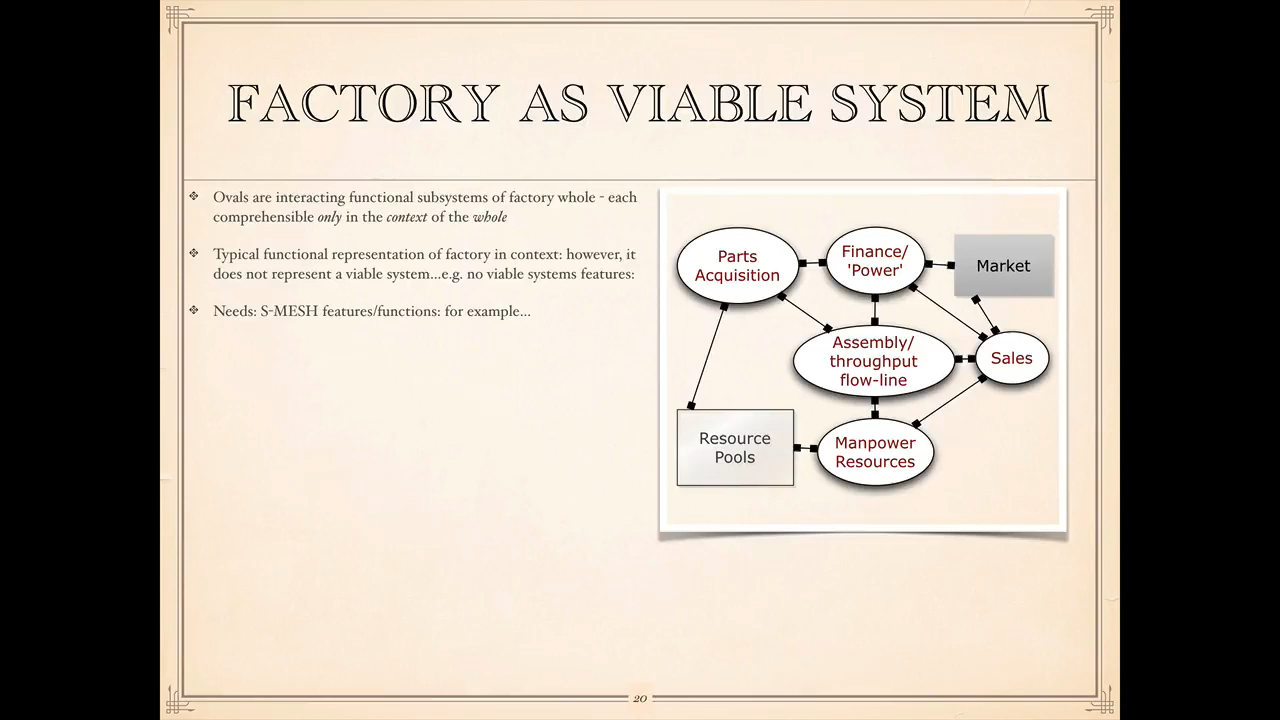 FACTORY AS VIABLE SYSTEM
Ovals are interacting functional subsystems of factory whole - each
comprehensible only in the context of the whole
Typical functional representation of factory in context: however, it
does not represent a viable system...e.g. no viable systems features:
Needs: S-MESH features/functions: for example...
Parts
Acquisition
Finance/
'Power'
Market
Assembly/
throughput
flow-line
Sales
Resource
Pools
Manpower
Resources
20